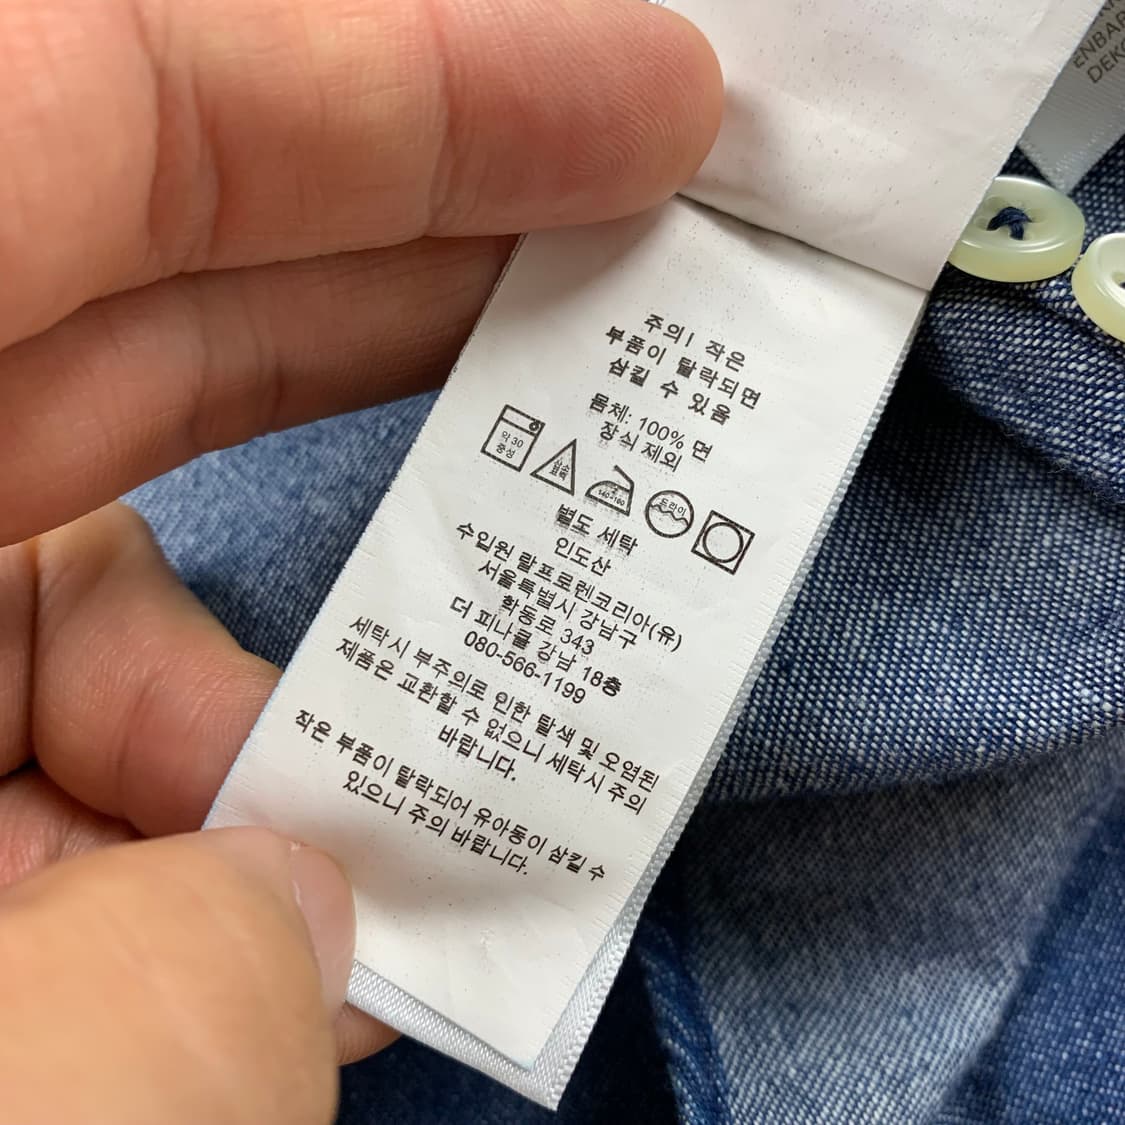 주의! 작은
부품이 탈락되면
삼킬 수 있음
몸체: 100% 면
장식 제외
약 30
중성
산소
표백
140~160
드라이
별도 세탁
인도산
수입원 랄프로렌코리아(유)
서울특별시 강남구
학동로 343
더 피나클 강남 18층
080-566-1199
세탁시 부주의로 인한 탈색 및 오염된
제품은 교환할 수 없으니 세탁시 주의
바랍니다.
작은 부품이 탈락되어 유아동이 삼킬 수
있으니 주의 바랍니다.